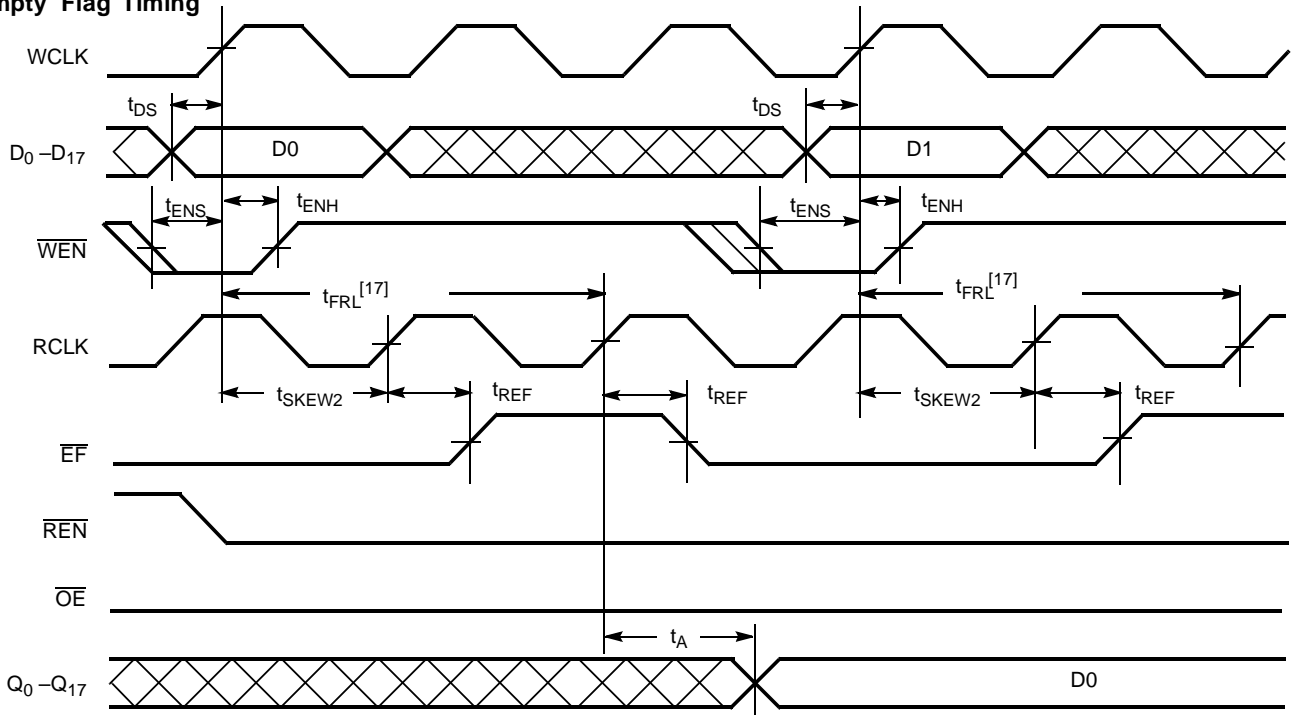 Empty Flag Timing
WCLK
tDS tDS
D0 –D17 D0 D1
tENS tENH tENS tENH
WEN
tFRL[17] tFRL[17]
RCLK
tSKEW2 tREF tREF tSKEW2 tREF
EF
REN
OE
tA
Q0 –Q17 D0